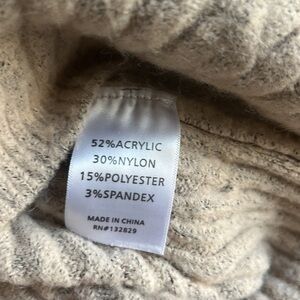 52%ACRYLIC
30%NYLON
15%POLYESTER
3%SPANDEX
MADE IN CHINA
RN#132829